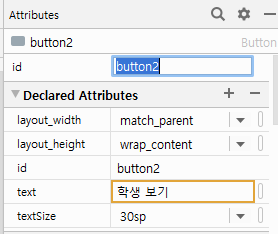 Attributes
button2 Button
id button2
Declared Attributes
layout_width match_parent
layout_height wrap_content
id button2
text 학생 보기
textSize 30sp